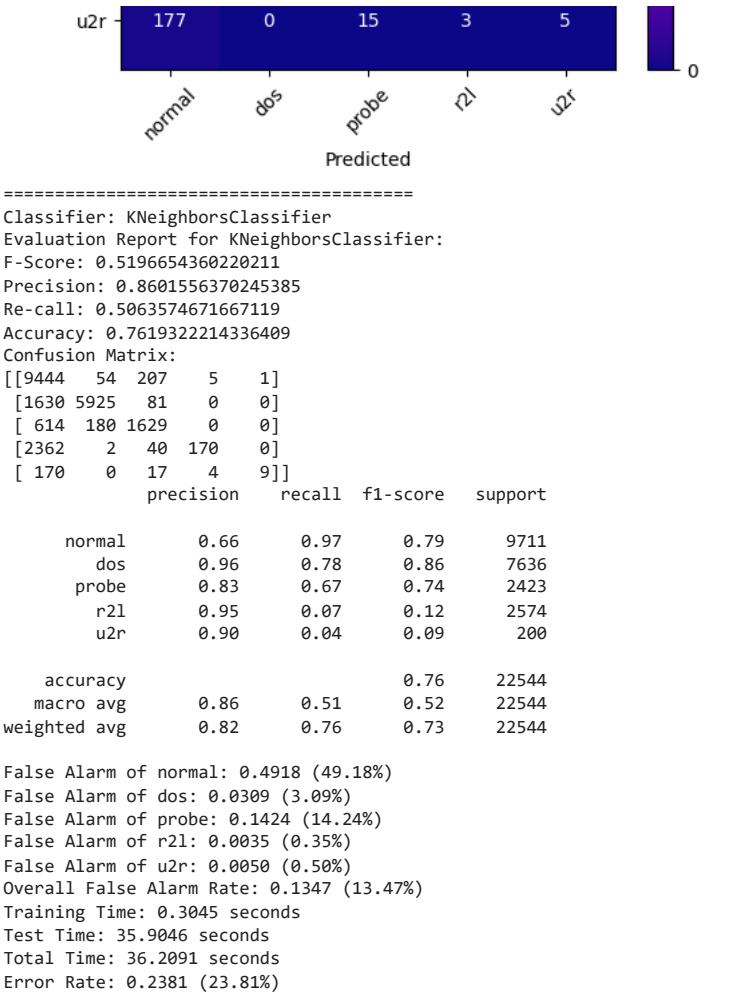 u2r 177 0 15 3 5
0
normal dos probe r2l u2r
Predicted
========================================
Classifier: KNeighborsClassifier
Evaluation Report for KNeighborsClassifier:
F-Score: 0.5196654360220211
Precision: 0.8601556370245385
Re-call: 0.5063574671667119
Accuracy: 0.7619322214336409
Confusion Matrix:
[[9444   54  207    5    1]
 [1630 5925   81    0    0]
 [ 614  180 1629    0    0]
 [2362    2   40  170    0]
 [ 170    0   17    4    9]]
              precision    recall  f1-score   support
      normal       0.66      0.97      0.79      9711
         dos       0.96      0.78      0.86      7636
       probe       0.83      0.67      0.74      2423
         r2l       0.95      0.07      0.12      2574
         u2r       0.90      0.04      0.09       200
    accuracy                           0.76     22544
   macro avg       0.86      0.51      0.52     22544
weighted avg       0.82      0.76      0.73     22544
False Alarm of normal: 0.4918 (49.18%)
False Alarm of dos: 0.0309 (3.09%)
False Alarm of probe: 0.1424 (14.24%)
False Alarm of r2l: 0.0035 (0.35%)
False Alarm of u2r: 0.0050 (0.50%)
Overall False Alarm Rate: 0.1347 (13.47%)
Training Time: 0.3045 seconds
Test Time: 35.9046 seconds
Total Time: 36.2091 seconds
Error Rate: 0.2381 (23.81%)